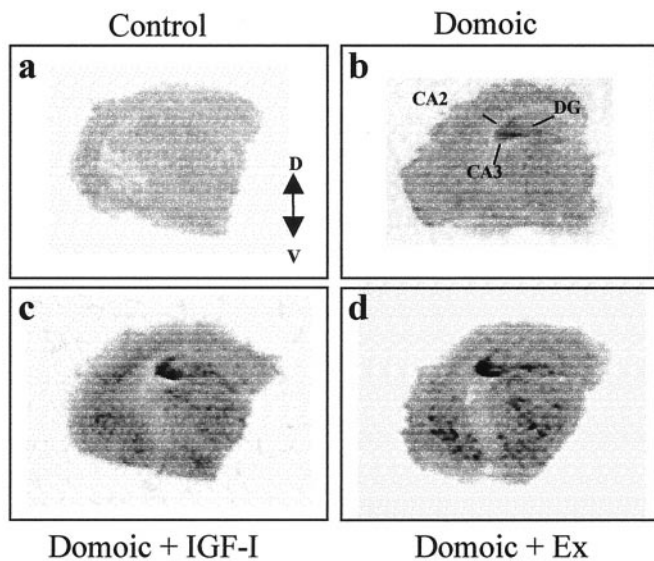 Control
Domoic
a
b
CA2
DG
CA3
D
V
c
d
Domoic + IGF-I
Domoic + Ex